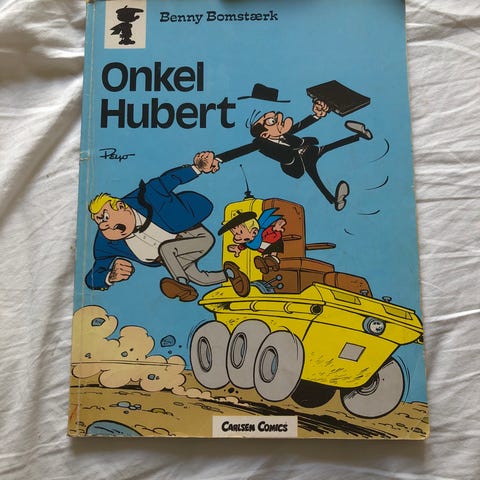 Benny Bomstærk
Onkel
Hubert
Peyo
CARLSEN COMICS